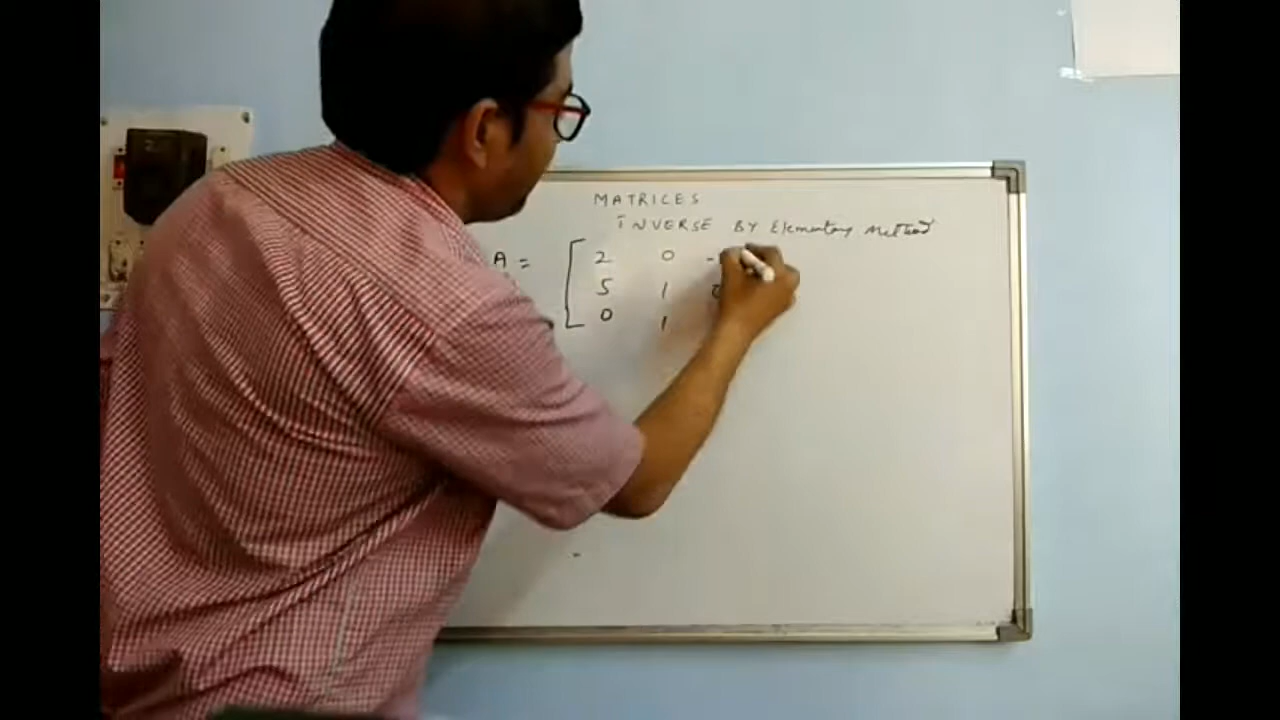 MATRICES
INVERSE BY Elementary Method
A = [ 2 0 -
5 1
0 1